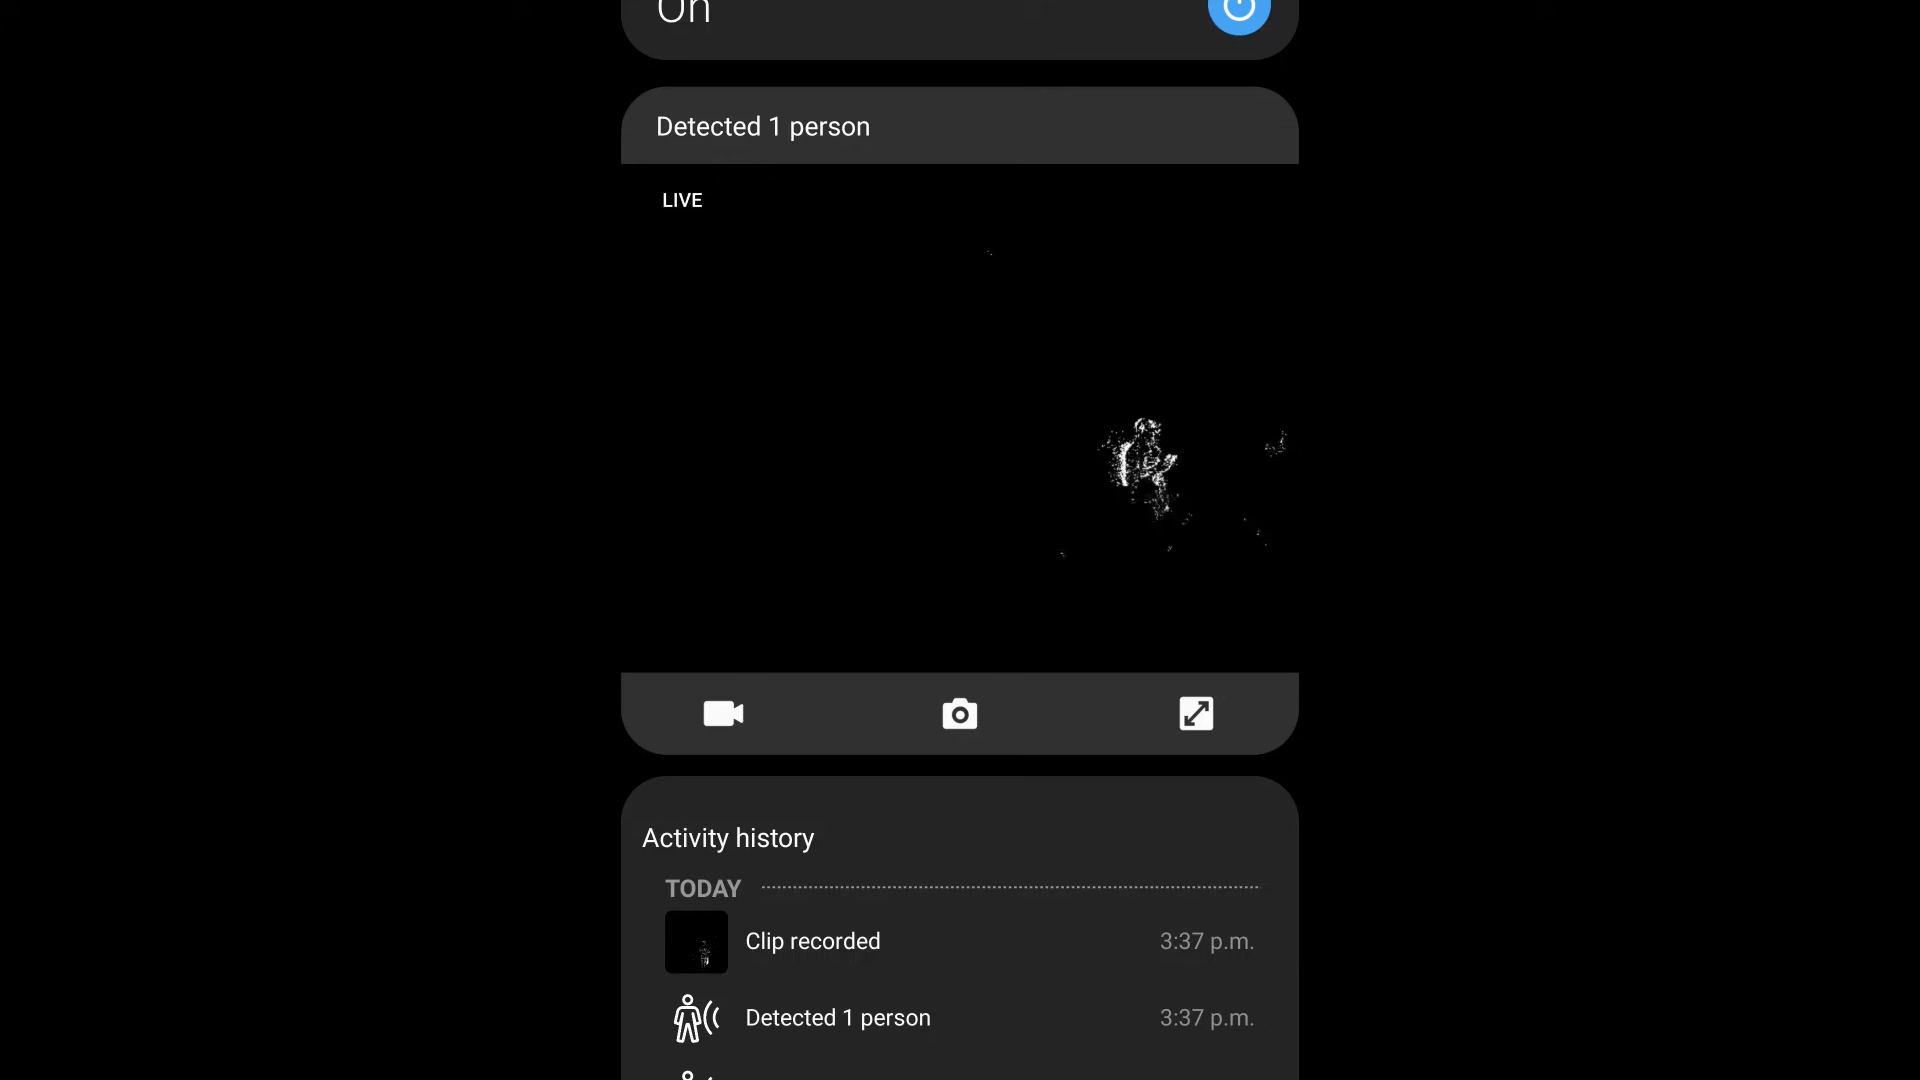 On
Detected 1 person
LIVE
Activity history
TODAY
Clip recorded 3:37 p.m.
Detected 1 person 3:37 p.m.